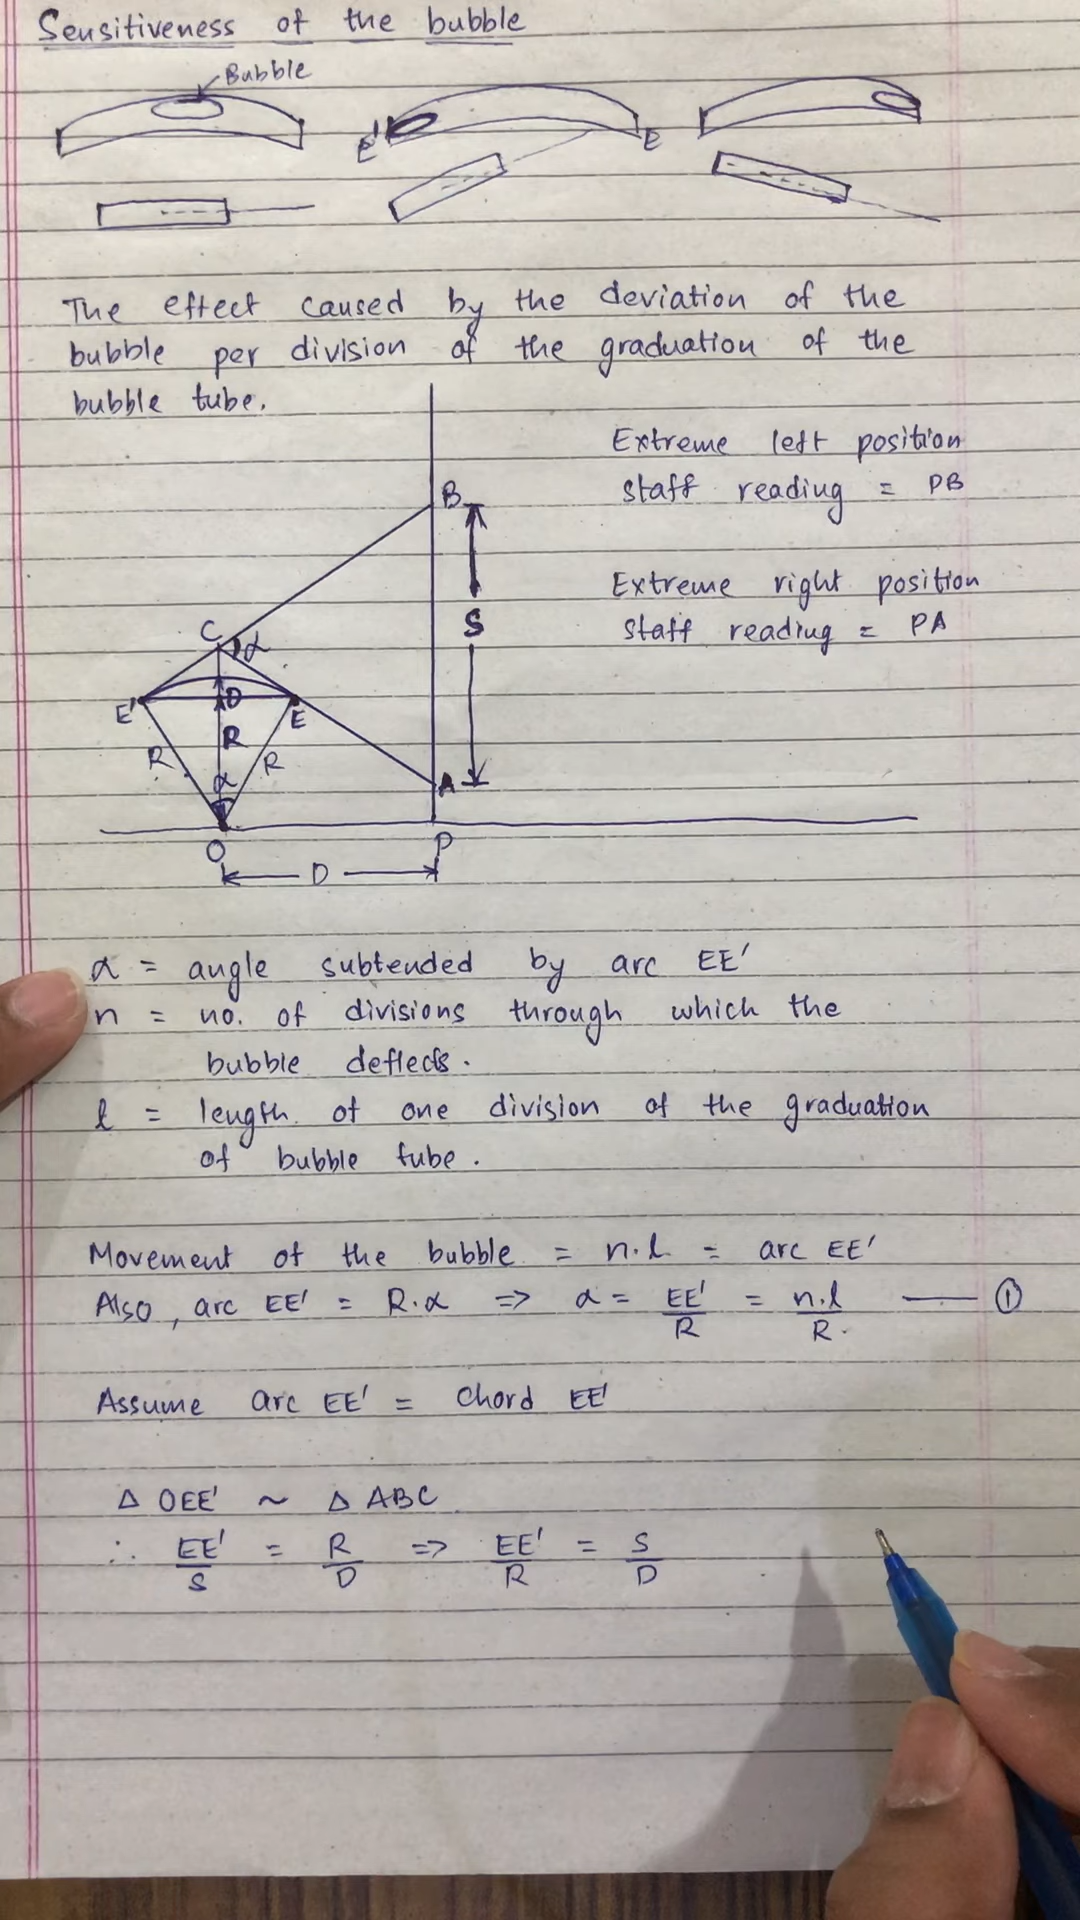 Sensitiveness of the bubble
Bubble
E'
E
The effect caused by the deviation of the
bubble per division of the graduation of the
bubble tube.
Extreme left position
staff reading = PB
B
Extreme right position
staff reading = PA
S
C
α
E'
D
E
R
R
R
α
A
O
P
D
α = angle subtended by arc EE'
n = no. of divisions through which the
bubble deflects.
l = length of one division of the graduation
of bubble tube.
Movement of the bubble = n.l = arc EE'
Also, arc EE' = R.α => α = EE'/R = n.l/R. — ①
Assume arc EE' = chord EE'
Δ OEE' ~ Δ ABC
∴ EE'/S = R/D => EE'/R = S/D